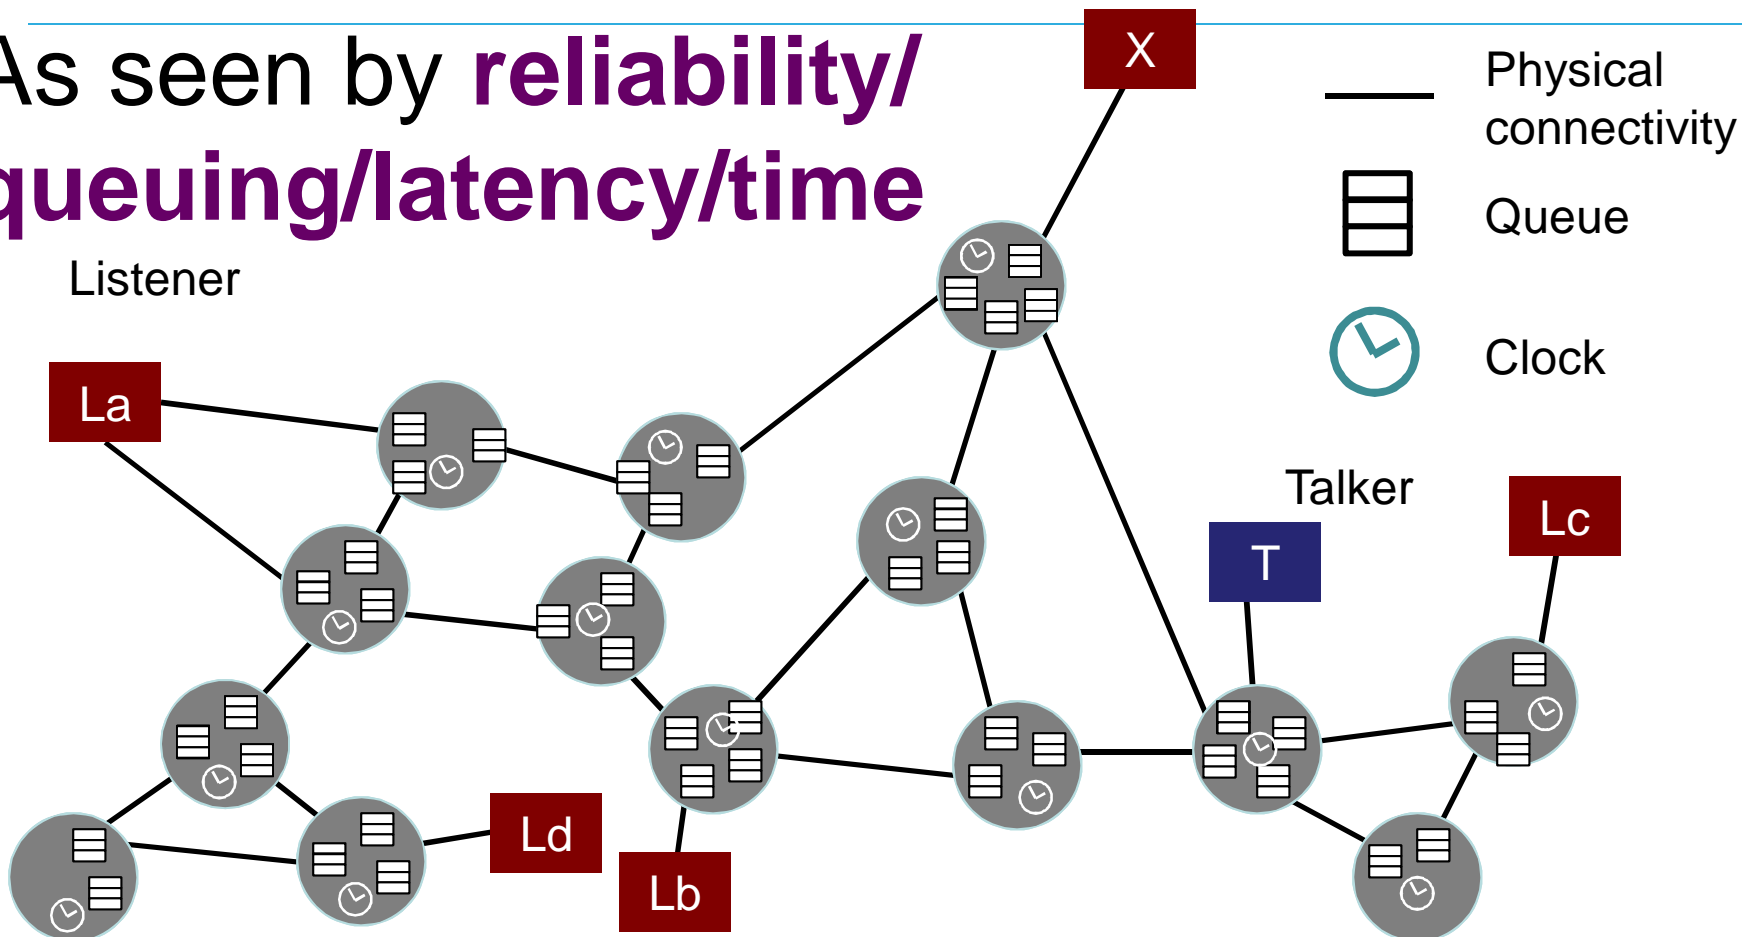 As seen by reliability/
queuing/latency/time
X
Physical
connectivity
Queue
Listener
Clock
La
Talker
Lc
T
Ld
Lb